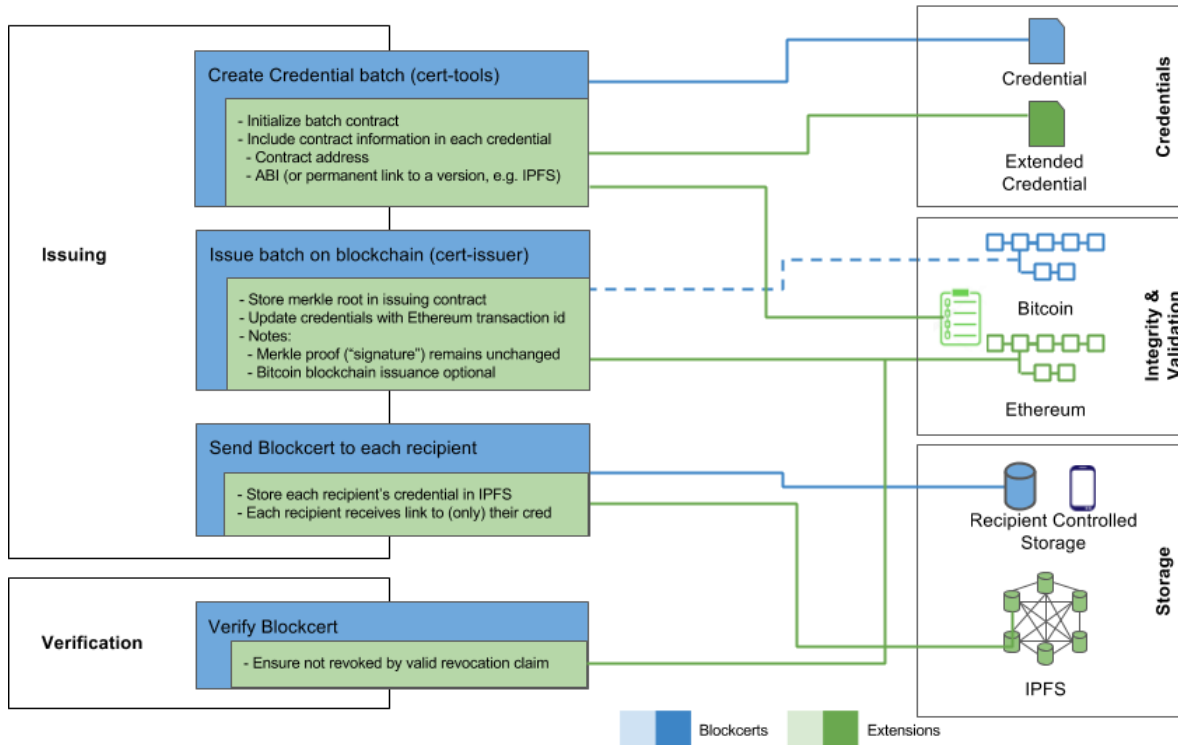 Issuing
Create Credential batch (cert-tools)
- Initialize batch contract
- Include contract information in each credential
- Contract address
- ABI (or permanent link to a version, e.g. IPFS)
Issue batch on blockchain (cert-issuer)
- Store merkle root in issuing contract
- Update credentials with Ethereum transaction id
- Notes:
- Merkle proof (“signature”) remains unchanged
- Bitcoin blockchain issuance optional
Send Blockcert to each recipient
- Store each recipient’s credential in IPFS
- Each recipient receives link to (only) their cred
Verification
Verify Blockcert
- Ensure not revoked by valid revocation claim
Credentials
Credential
Extended
Credential
Integrity &
Validation
Bitcoin
Ethereum
Storage
Recipient Controlled
Storage
IPFS
Blockcerts
Extensions